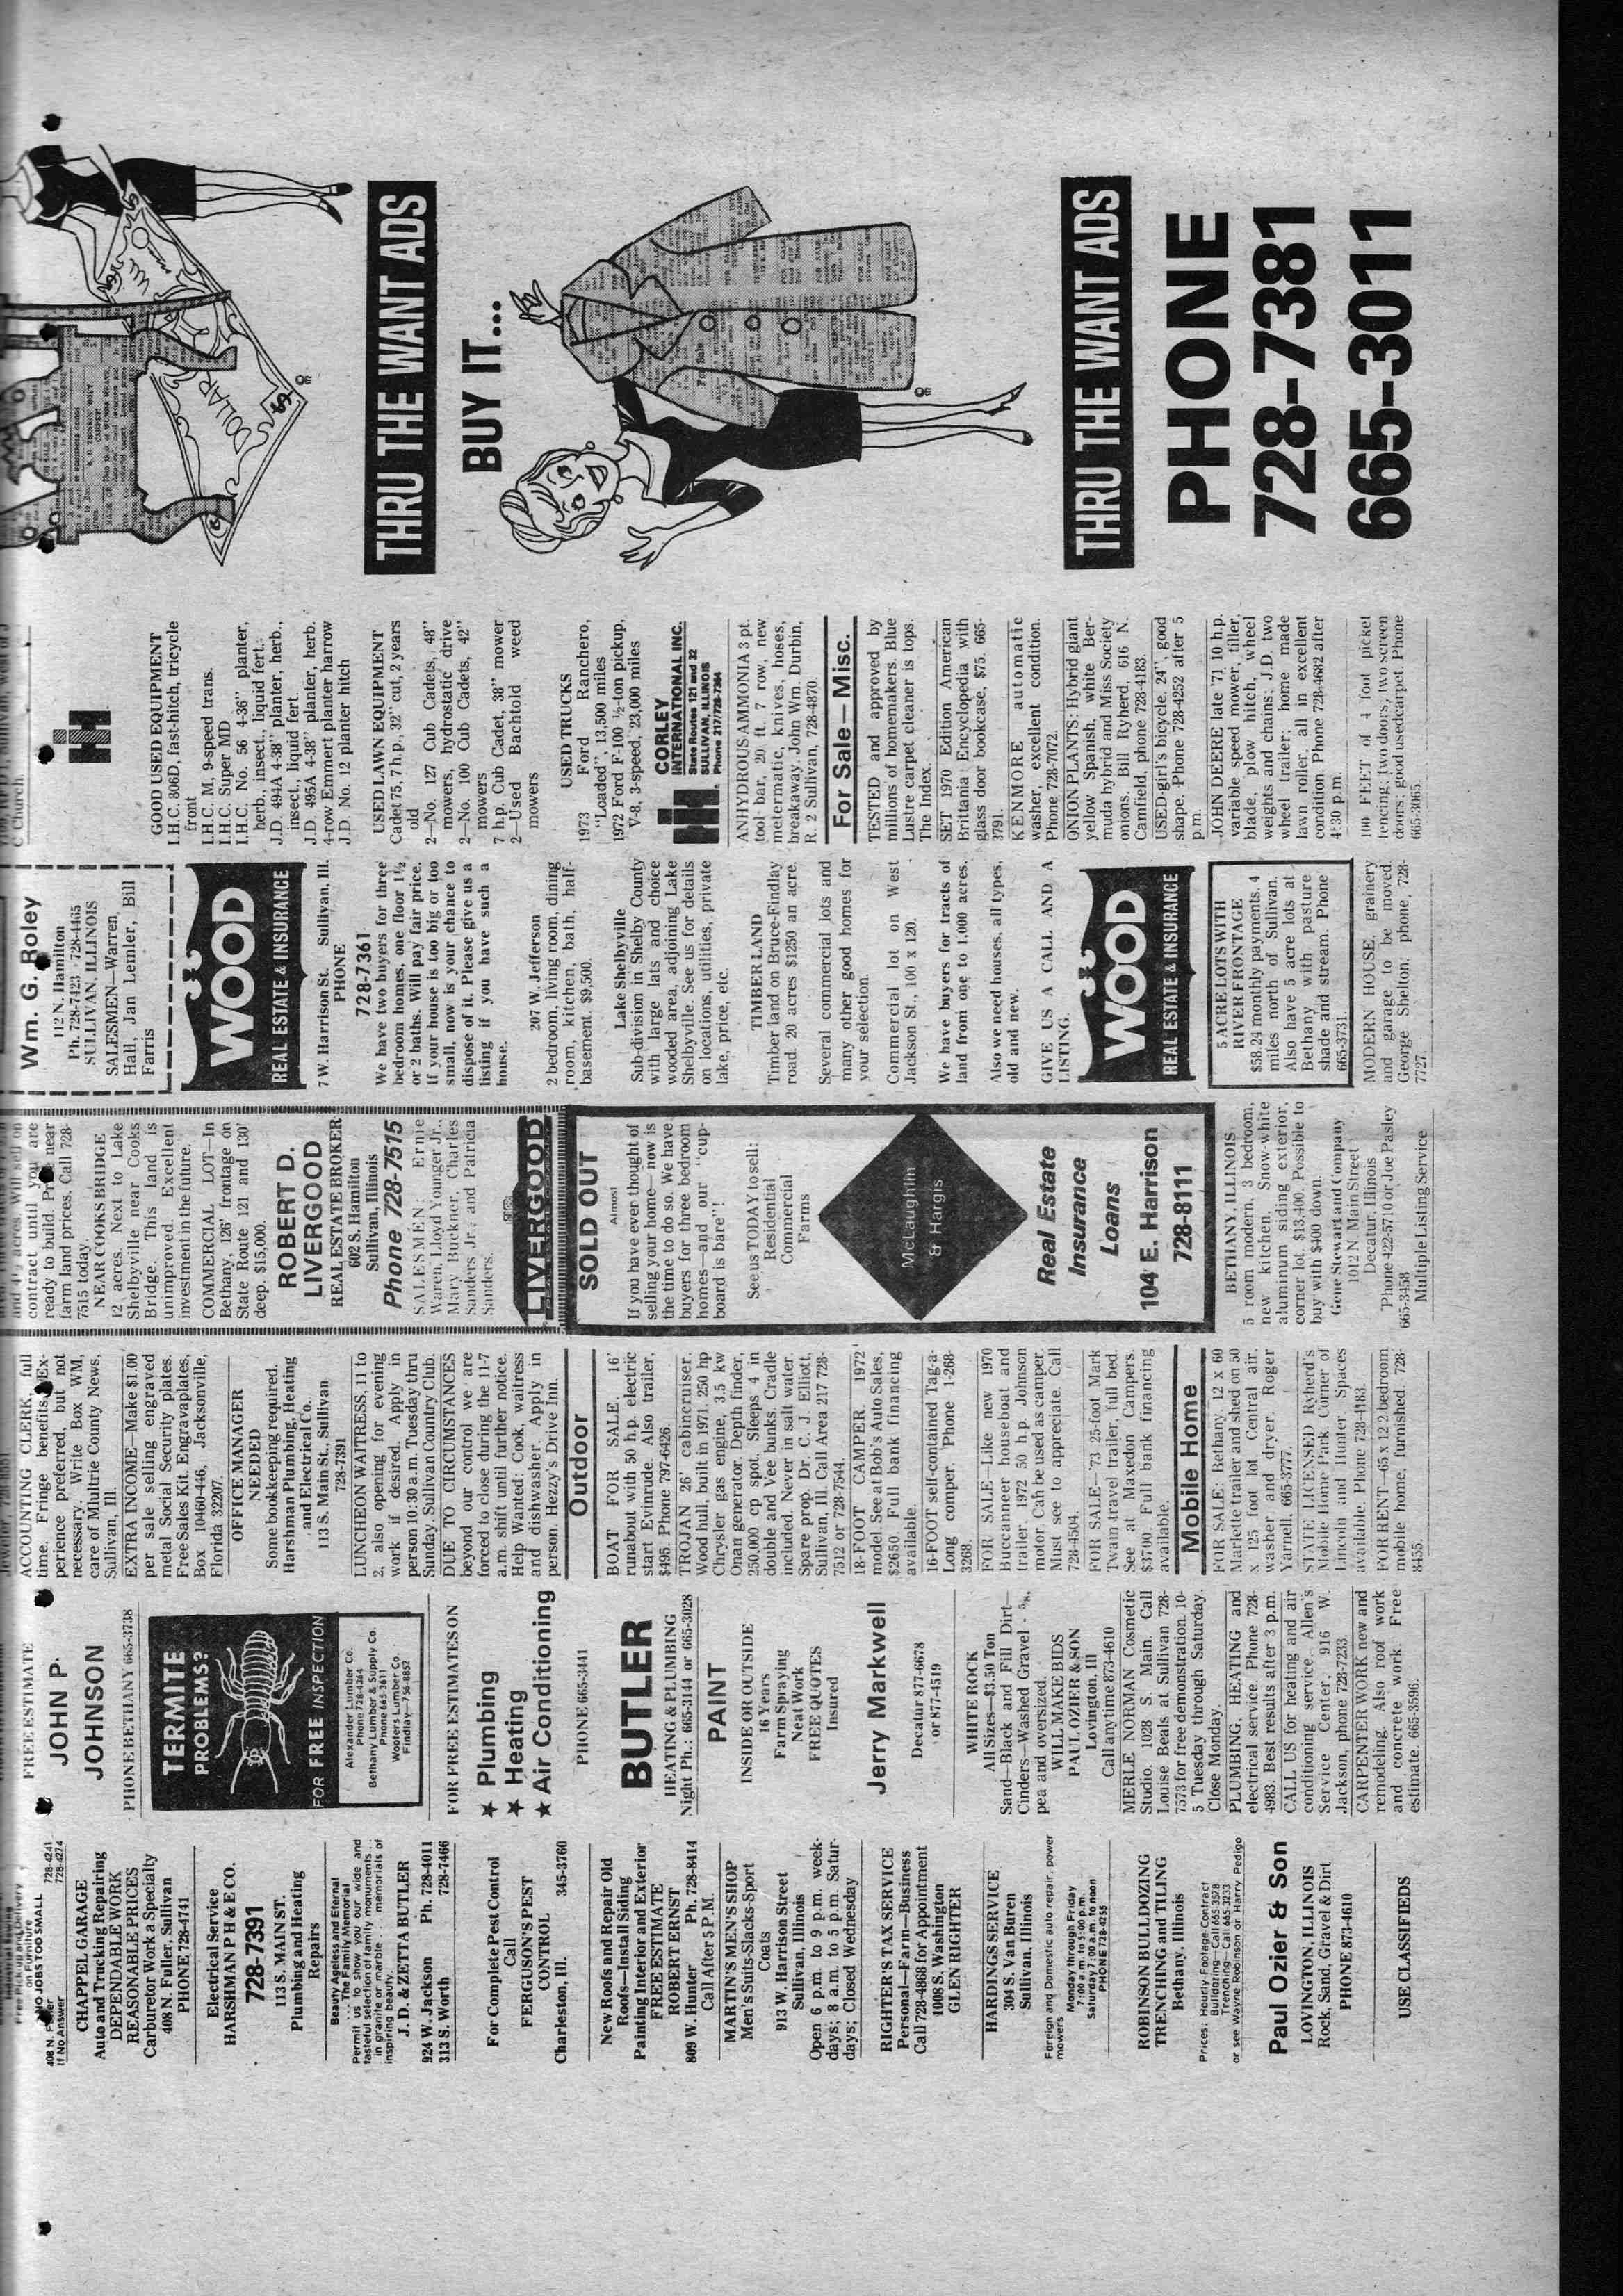 on Furniture
NO JOBS TOO SMALL
408 N. Fuller 728-4241
If No Answer 728-4274
CHAPPEL GARAGE
Auto and Trucking Repairing
DEPENDABLE WORK
REASONABLE PRICES
Carburetor Work a Specialty
408 N. Fuller, Sullivan
PHONE 728-4741
Electrical Service
HARSHMAN P H & E CO.
728-7391
113 S. MAIN ST.
Plumbing and Heating
Repairs
Beauty Ageless and Eternal
. . . The Family Memorial
Permit us to show you our wide and
tasteful selection of family monuments . .
in granite or marble . . . memorials of
inspiring beauty.
J. D. & ZETTA BUTLER
924 W. Jackson Ph. 728-4011
313 S. Worth 728-7466
For Complete Pest Control
Call
FERGUSON'S PEST
CONTROL
Charleston, Ill. 345-3760
New Roofs and Repair Old
Roofs—Install Siding
Painting Interior and Exterior
FREE ESTIMATE
ROBERT ERNST
809 W. Hunter Ph. 728-8414
Call After 5 P.M.
MARTIN'S MEN'S SHOP
Men's Suits-Slacks-Sport
Coats
913 W. Harrison Street
Sullivan, Illinois
Open 6 p.m. to 9 p.m. week-
days; 8 a.m. to 5 p.m. Satur-
days; Closed Wednesday
RIGHTER'S TAX SERVICE
Personal—Farm—Business
Call 728-4868 for Appointment
1008 S. Washington
GLEN RIGHTER
HARDINGS SERVICE
304 S. Van Buren
Sullivan, Illinois
Foreign and Domestic auto repair, power
mowers
Monday through Friday
7:00 a.m. to 5:00 p.m.
Saturday 7:00 a.m. to noon
PHONE 728-4255
ROBINSON BULLDOZING
TRENCHING and TILING
Bethany, Illinois
Prices: Hourly-Footage-Contract
Bulldozing—Call 665-3578
Trenching—Call 665-3233
or see Wayne Robinson or Harry Pedigo
Paul Ozier & Son
LOVINGTON, ILLINOIS
Rock, Sand, Gravel & Dirt
PHONE 873-4610
USE CLASSIFIEDS
FREE ESTIMATE
JOHN P.
JOHNSON
PHONE BETHANY 665-3738
TERMITE
PROBLEMS?
FOR FREE INSPECTION
Alexander Lumber Co.
Phone 728-4364
Bethany Lumber & Supply Co.
Phone 665-3611
Wooters Lumber Co.
Findlay—756-8852
FOR FREE ESTIMATES ON
★ Plumbing
★ Heating
★ Air Conditioning
PHONE 665-3441
BUTLER
HEATING & PLUMBING
Night Ph.: 665-3144 or 665-3028
PAINT
INSIDE OR OUTSIDE
16 Years
Farm Spraying
Neat Work
FREE QUOTES
Insured
Jerry Markwell
Decatur 877-6678
or 877-4519
WHITE ROCK
All Sizes—$3.50 Ton
Sand—Black and Fill Dirt—
Cinders—Washed Gravel - 5/8,
pea and oversized.
WILL MAKE BIDS
PAUL OZIER & SON
Lovington, Ill
Call anytime 873-4610
MERLE NORMAN Cosmetic
Studio. 1028 S. Main. Call
Louise Beals at Sullivan 728-
7573 for free demonstration. 10-
5 Tuesday through Saturday.
Close Monday.
PLUMBING, HEATING and
electrical service. Phone 728-
4983. Best results after 3 p.m.
CALL US for heating and air
conditioning service. Allen's
Service Center, 916 W.
Jackson, phone 728-7233.
CARPENTER WORK new and
remodeling. Also roof work
and concrete work. Free
estimate. 665-3596.
ACCOUNTING CLERK, full
time. Fringe benefits. Ex-
perience preferred, but not
necessary. Write Box WM,
care of Multrie County News,
Sullivan, Ill.
EXTRA INCOME—Make $1.00
per sale selling engraved
metal Social Security plates.
Free Sales Kit. Engravaplates,
Box 10460-446, Jacksonville,
Florida 32207.
OFFICE MANAGER
NEEDED
Some bookkeeping required.
Harshman Plumbing, Heating
and Electrical Co.
113 S. Main St., Sullivan
728-7391
LUNCHEON WAITRESS, 11 to
2, also opening for evening
work if desired. Apply in
person 10:30 a.m. Tuesday thru
Sunday. Sullivan Country Club.
DUE TO CIRCUMSTANCES
beyond our control we are
forced to close during the 11-7
a.m. shift until further notice.
Help Wanted: Cook, waitress
and dishwasher. Apply in
person. Hezzy's Drive Inn.
Outdoor
BOAT FOR SALE 16'
runabout with 50 h.p. electric
start Evinrude. Also trailer,
$495. Phone 797-6426.
TROJAN 26' cabincruiser.
Wood hull, built in 1971. 250 hp
Chrysler gas engine, 3.5 kw
Onan generator. Depth finder,
250,000 cp spot. Sleeps 4 in
double and Vee bunks. Cradle
included. Never in salt water.
Spare prop. Dr. C. J. Elliott,
Sullivan, Ill. Call Area 217 728-
7512 or 728-7544.
18-FOOT CAMPER. 1972
model. See at Bob's Auto Sales,
$2650. Full bank financing
available.
16-FOOT self-contained Tag-a-
Long comper. Phone 1-268-
3268.
FOR SALE—Like new 1970
Buccanneer houseboat and
trailer. 1972 50 h.p. Johnson
motor. Can be used as camper.
Must see to appreciate. Call
728-4504.
FOR SALE—'73 25-foot Mark
Twain travel trailer, full bed.
See at Maxedon Campers.
$3700. Full bank financing
available.
Mobile Home
FOR SALE: Bethany. 12 x 60
Marlette trailer and shed on 50
x 125 foot lot. Central air,
washer and dryer. Roger
Yarnell. 665-3777.
STATE LICENSED Ryherd's
Mobile Home Park. Corner of
Lincoln and Hunter. Spaces
available. Phone 728-4183.
FOR RENT—65 x 12 2 bedroom
mobile home, furnished. 728-
8455.
and 4½ acres. Will sell on
contract until you are
ready to build. Price near
farm land prices. Call 728-
7515 today.
NEAR COOKS BRIDGE
12 acres. Next to Lake
Shelbyville near Cooks
Bridge. This land is
unimproved. Excellent
investment in the future.
COMMERCIAL LOT—In
Bethany, 126' frontage on
State Route 121 and 130'
deep. $15,000.
ROBERT D.
LIVERGOOD
REAL ESTATE BROKER
602 S. Hamilton
Sullivan, Illinois
Phone 728-7515
SALESMEN: Ernie
Waren, Lloyd Younger Jr.,
Mary Buckner, Charles
Sanders Jr., and Patricia
Sanders.
LIVERGOOD
SOLD OUT
Almost
If you have ever thought of
selling your home—now is
the time to do so. We have
buyers for three bedroom
homes—and our "cup-
board is bare"!
See us TODAY to sell:
Residential
Commercial
Farms
McLaughlin
& Hargis
Real Estate
Insurance
Loans
104 E. Harrison
728-8111
BETHANY, ILLINOIS
5 room modern, 3 bedroom,
new kitchen. Snow-white
aluminum siding exterior,
corner lot. $13,400. Possible to
buy with $400 down.
Gene Stewart and Company
1012 N. Main Street
Decatur, Illinois
Phone 422-5710 or Joe Pasley
665-3458
Multiple Listing Service
Wm. G. Roley
112 N. Hamilton
Ph. 728-7423 - 728-4465
SULLIVAN, ILLINOIS
SALESMEN—Warren
Hall, Jan Lemler, Bill
Farris
WOOD
REAL ESTATE & INSURANCE
7 W. Harrison St. Sullivan, Ill.
PHONE
728-7361
We have two buyers for three
bedroom homes, one floor 1½
or 2 baths. Will pay fair price.
If your house is too big or too
small, now is your chance to
dispose of it. Please give us a
listing if you have such a
house.
207 W. Jefferson
2 bedroom, living room, dining
room, kitchen, bath, half-
basement. $9,500.
Lake Shelbyville
Sub-division in Shelby County
with large lats and choice
wooded area, adjoining Lake
Shelbyville. See us for details
on locations, utilities, private
lake, price, etc.
TIMBER LAND
Timber land on Bruce-Findlay
road. 20 acres $1250 an acre.
Several commercial lots and
many other good homes for
your selection.
Commercial lot on West
Jackson St., 100 x 120.
We have buyers for tracts of
land from one to 1,000 acres.
Also we need houses, all types,
old and new.
GIVE US A CALL AND A
LISTING.
WOOD
REAL ESTATE & INSURANCE
5 ACRE LOTS WITH
RIVER FRONTAGE
$58.24 monthly payments. 4
miles north of Sullivan.
Also have 5 acre lots at
Bethany with pasture
shade and stream. Phone
665-3731.
MODERN HOUSE, grainery
and garage to be moved.
George Shelton; phone, 728-
7727.
C Church.
IH
GOOD USED EQUIPMENT
I.H.C. 806D, fast-hitch, tricycle
front
I.H.C. M, 9-speed trans.
I.H.C. Super MD
I.H.C. No. 56 4-36" planter,
herb., insect., liquid fert.
J.D. 494A 4-38" planter, herb.,
insect., liquid fert.
J.D. 495A 4-38" planter, herb.
4-row Emmert planter harrow
J.D. No. 12 planter hitch
USED LAWN EQUIPMENT
Cadet 75, 7 h.p., 32" cut, 2 years
old
2—No. 127 Cub Cadets, 48"
mowers, hydrostatic drive
2—No. 100 Cub Cadets, 42"
mowers
7 h.p. Cub Cadet, 38" mower
2—Used Bachtold weed
mowers
USED TRUCKS
1973 Ford Ranchero,
"Loaded", 13,500 miles
1972 Ford F-100 ½-ton pickup,
V-8, 3-speed, 23,000 miles
IH
CORLEY
INTERNATIONAL INC.
State Routes 121 and 32
SULLIVAN, ILLINOIS
Phone 217/728-7364
ANHYDROUS AMMONIA 3 pt.
tool bar, 20 ft. 7 row, new
metermatic, knives, hoses,
breakaway. John Wm. Durbin,
R. 2 Sullivan, 728-4870.
For Sale—Misc.
TESTED and approved by
millions of homemakers. Blue
Lustre carpet cleaner is tops.
The Index.
SET 1970 Edition American
Brittania Encyclopedia with
glass door bookcase, $75. 665-
3791.
KENMORE automatic
washer, excellent condition.
Phone 728-7072.
ONION PLANTS: Hybrid giant
yellow Spanish, white Ber-
muda hybrid and Miss Society
onions. Bill Ryherd, 616 N.
Camfield, phone 728-4183.
USED girl's bicycle. 24", good
shape. Phone 728-4252 after 5
p.m.
JOHN DEERE late '71 10 h.p.
variable speed mower, tiller,
blade, plow hitch, wheel
weights and chains; J.D. two
wheel trailer; home made
lawn roller, all in excellent
condition. Phone 728-4682 after
4:30 p.m.
100 FEET of 4 foot picket
fencing; two doors; two screen
doors; good used carpet. Phone
665-3065.
DOLLAR
THRU THE WANT ADS
BUY IT...
For Sale
THRU THE WANT ADS
PHONE
728-7381
665-3011